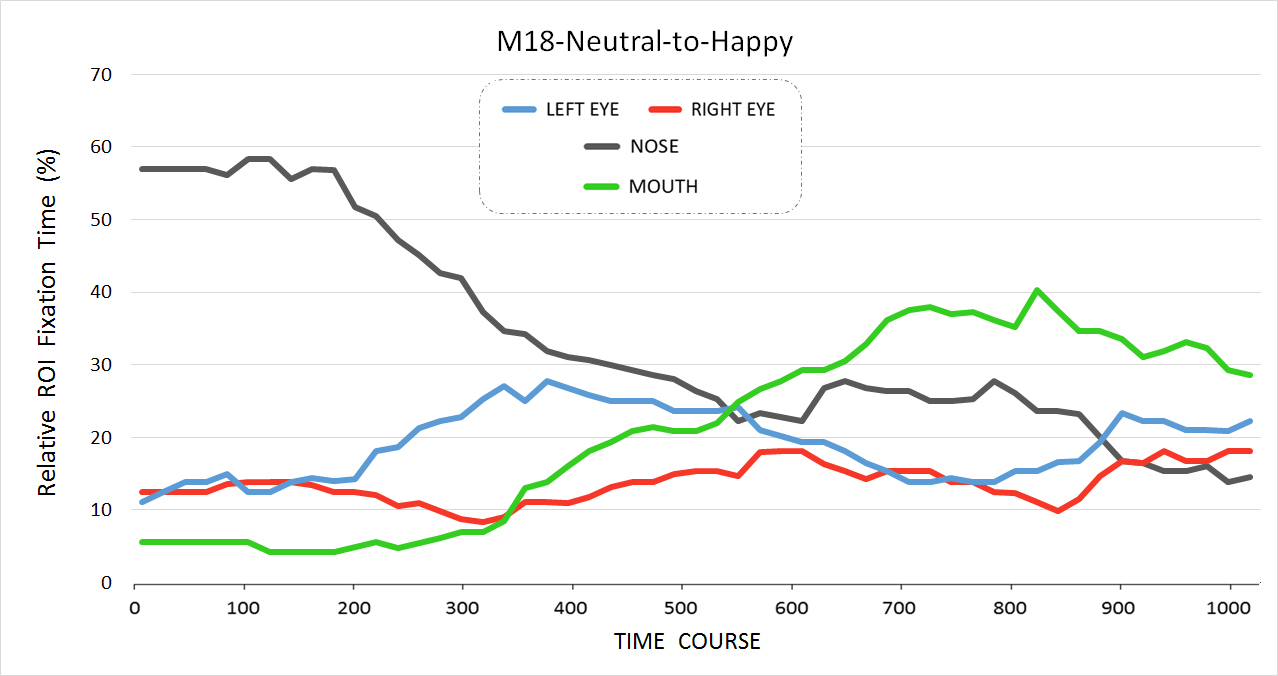 M18-Neutral-to-Happy
LEFT EYE RIGHT EYE
NOSE
MOUTH
Relative ROI Fixation Time (%)
70
60
50
40
30
20
10
0
0 100 200 300 400 500 600 700 800 900 1000
TIME COURSE